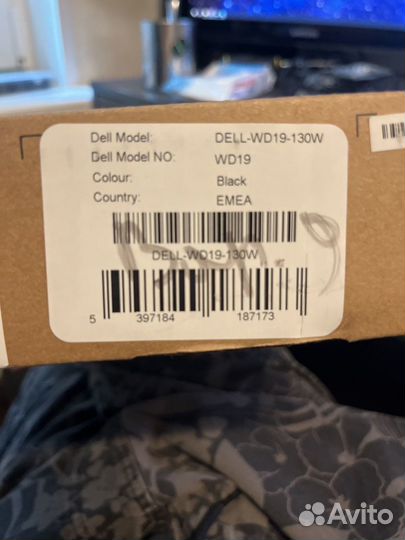 Dell Model: DELL-WD19-130W
Dell Model NO: WD19
Colour: Black
Country: EMEA
DELL-WD19-130W
5 397184 187173
Avito